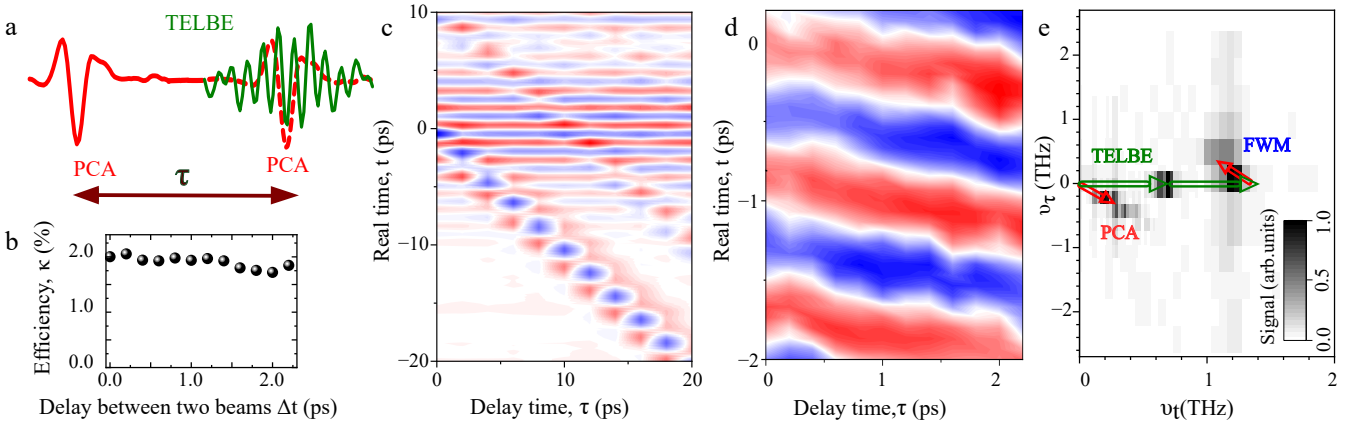 a
TELBE
PCA
PCA
τ
b
Efficiency, κ (%)
2.0
1.0
0.0
0.0
1.0
2.0
Delay between two beams Δt (ps)
c
Real time, t (ps)
10
5
0
−10
−20
0
10
20
Delay time, τ (ps)
d
Real time, t (ps)
0
−1
−2
0
1
2
Delay time,τ (ps)
e
υτ (THz)
2
1
0
−1
−2
TELBE
FWM
PCA
Signal (arb.units)
1.0
0.5
0.0
0
1
2
υt(THz)